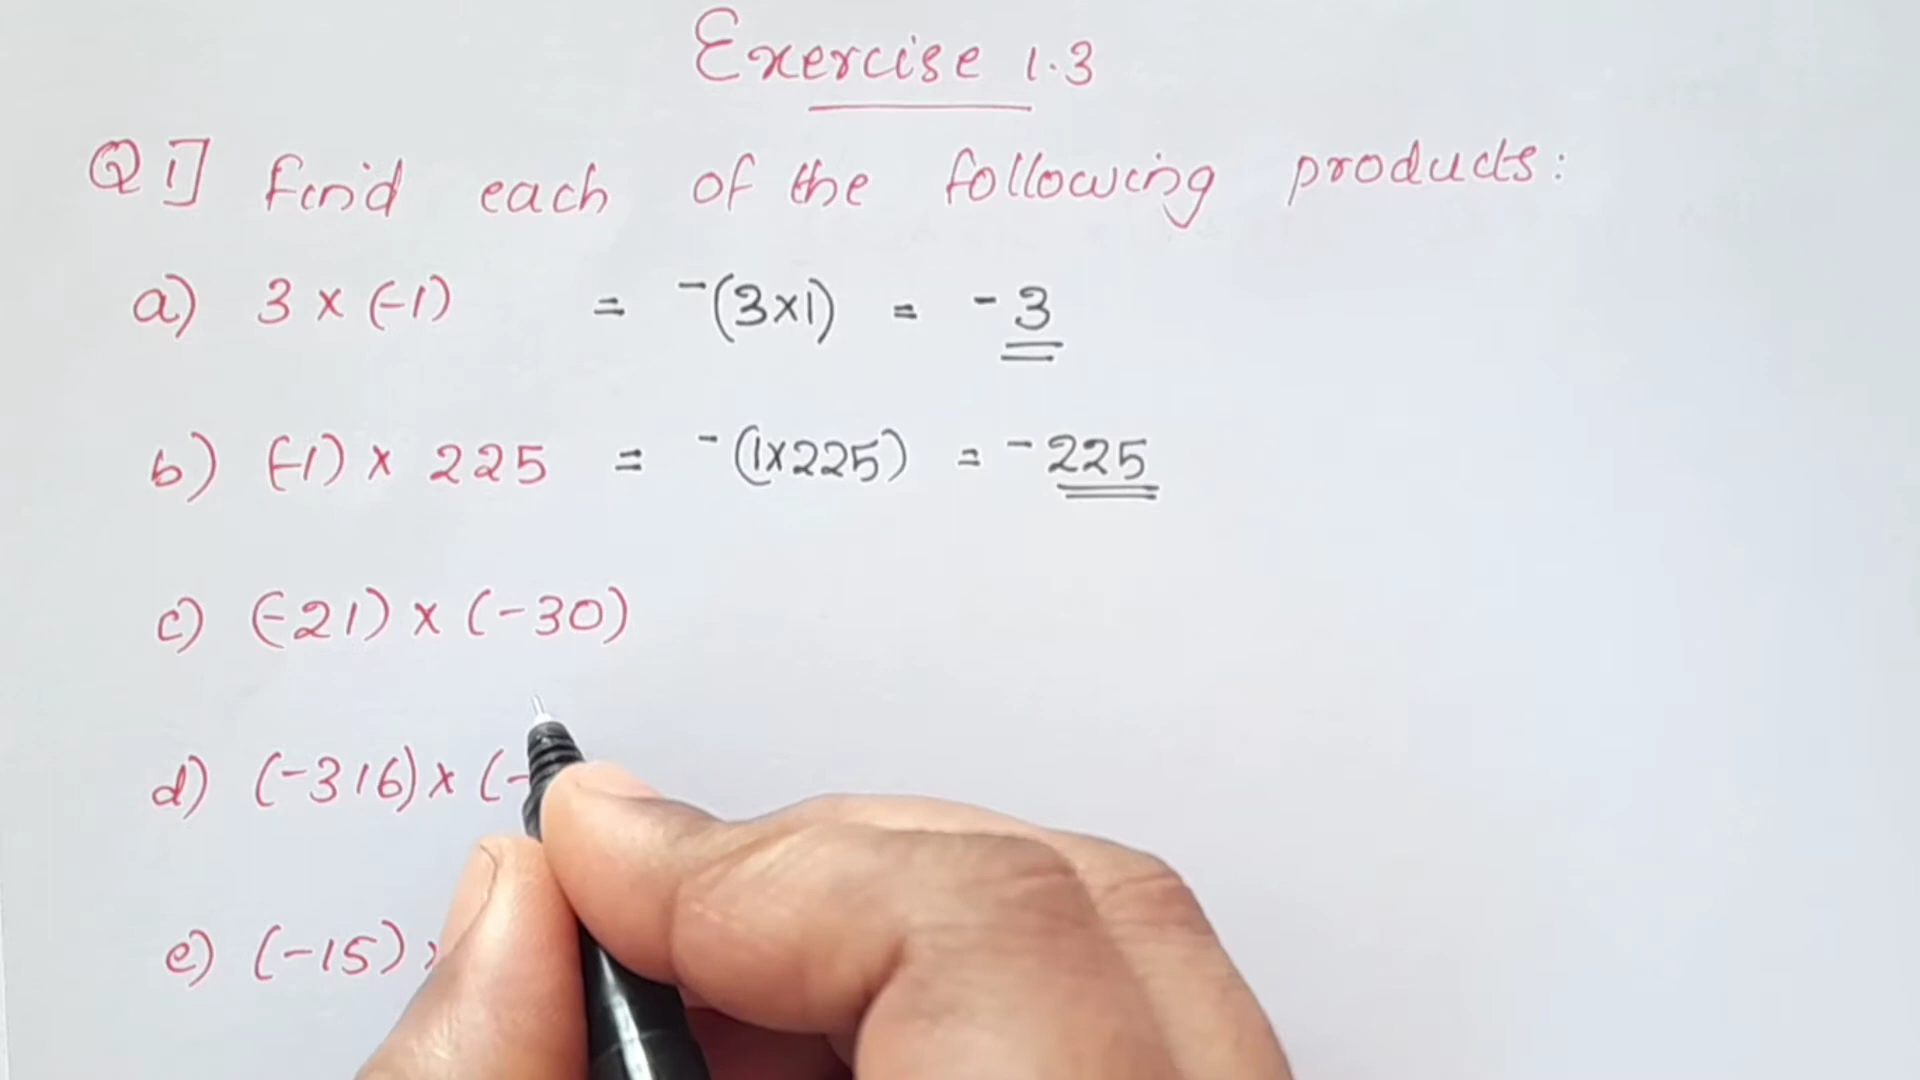 Exercise 1.3
Q 1] Find each of the following products:
a) 3 × (-1) = -(3×1) = -3
b) (-1) × 225 = -(1×225) = -225
c) (-21) × (-30)
d) (-316) × (-
e) (-15) ×